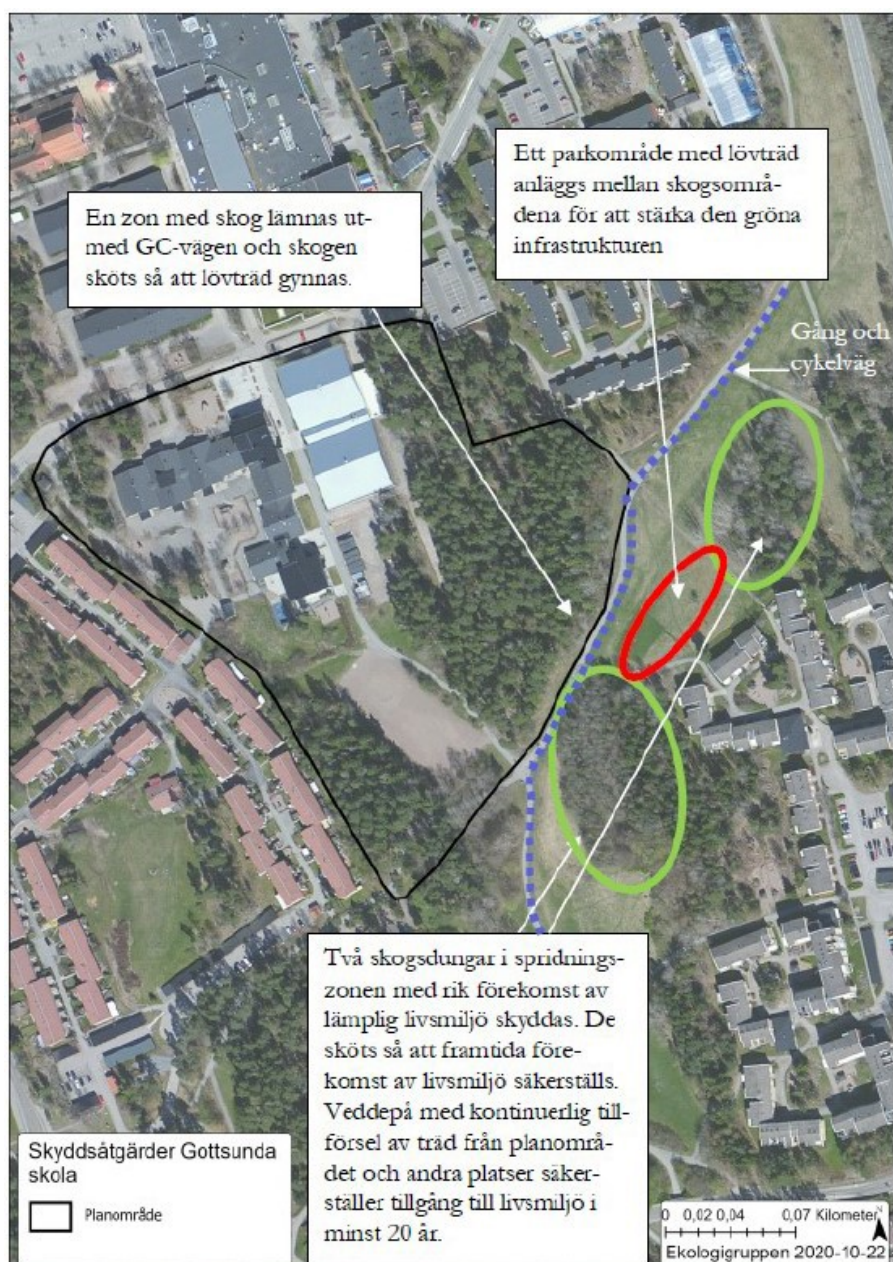 Ett parkområde med lövträd
anläggs mellan skogsområ-
dena för att stärka den gröna
infrastrukturen
En zon med skog lämnas ut-
med GC-vägen och skogen
sköts så att lövträd gynnas.
Gång och
cykelväg
Två skogsdungar i spridnings-
zonen med rik förekomst av
lämplig livsmiljö skyddas. De
sköts så att framtida före-
komst av livsmiljö säkerställs.
Veddepå med kontinuerlig till-
försel av träd från planområ-
det och andra platser säker-
ställer tillgång till livsmiljö i
minst 20 år.
Skyddsåtgärder Gottsunda
skola
Planområde
0 0,02 0,04 0,07 Kilometer
N
Ekologigruppen 2020-10-22